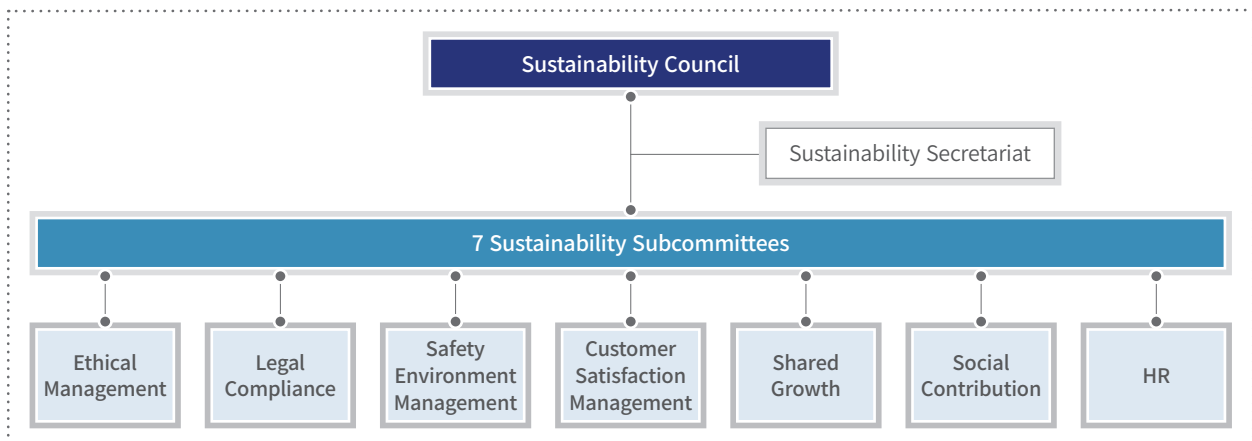 Sustainability Council
Sustainability Secretariat
7 Sustainability Subcommittees
Ethical
Management
Legal
Compliance
Safety
Environment
Management
Customer
Satisfaction
Management
Shared
Growth
Social
Contribution
HR